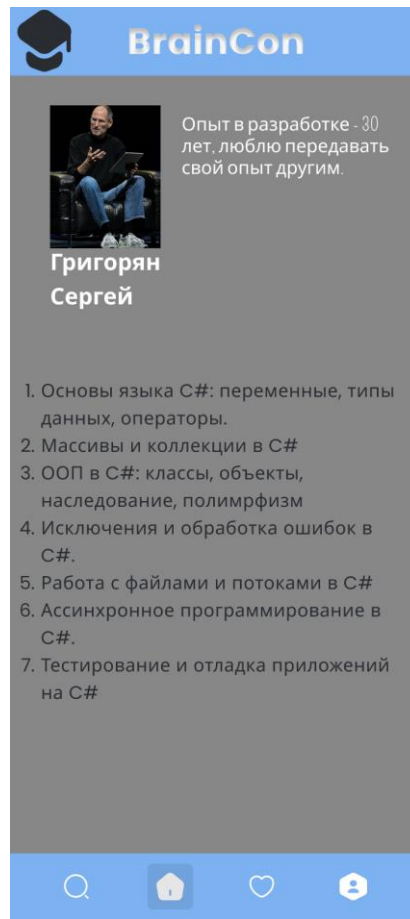 BrainCon
Опыт в разработке - 30
лет, люблю передавать
свой опыт другим.
Григорян
Сергей
1. Основы языка C#: переменные, типы
данных, операторы.
2. Массивы и коллекции в C#
3. ООП в C#: классы, объекты,
наследование, полимрфизм
4. Исключения и обработка ошибок в
C#.
5. Работа с файлами и потоками в C#
6. Ассинхронное программирование в
C#.
7. Тестирование и отладка приложений
на C#